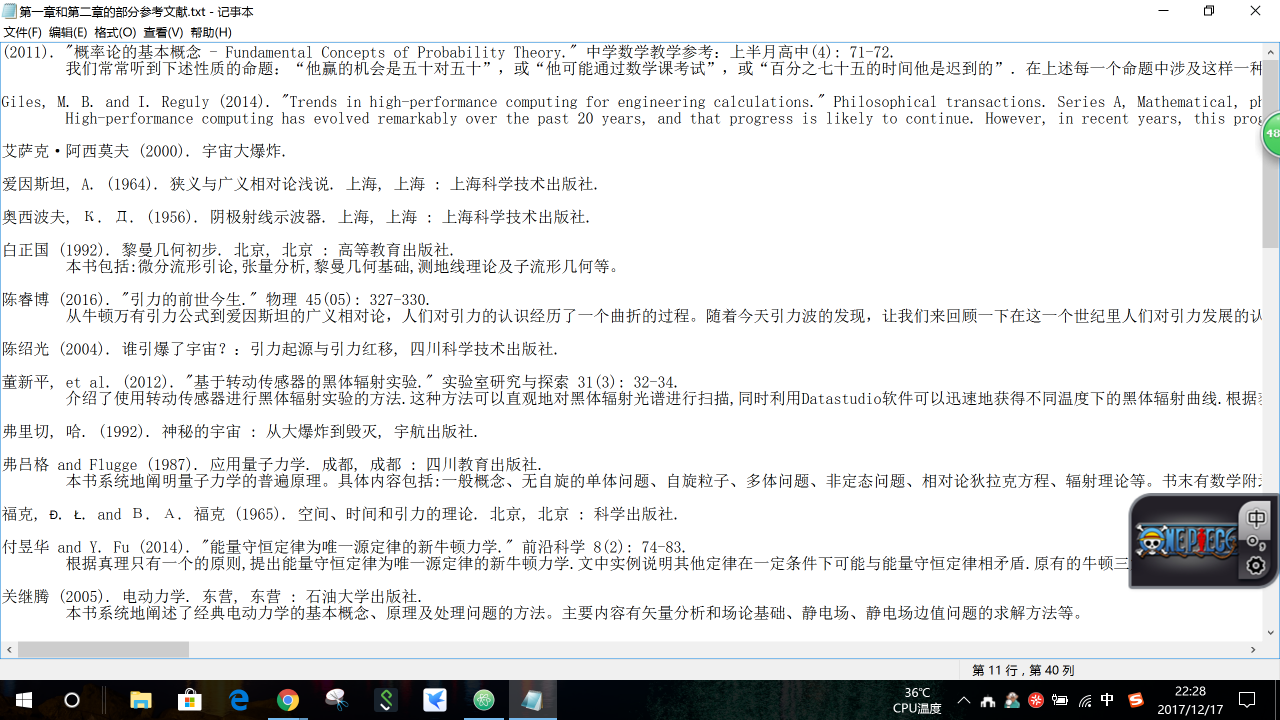 第一章和第二章的部分参考文献.txt - 记事本
文件(F) 编辑(E) 格式(O) 查看(V) 帮助(H)
(2011). "概率论的基本概念 - Fundamental Concepts of Probability Theory." 中学数学教学参考: 上半月高中(4): 71-72.
我们常常听到下述性质的命题: “他赢的机会是五十对五十”, 或“他可能通过数学课考试”, 或“百分之七十五的时间他是迟到的”. 在上述每一个命题中涉及这样一种
Giles, M. B. and I. Reguly (2014). "Trends in high-performance computing for engineering calculations." Philosophical transactions. Series A, Mathematical, ph
High-performance computing has evolved remarkably over the past 20 years, and that progress is likely to continue. However, in recent years, this prog
艾萨克·阿西莫夫 (2000). 宇宙大爆炸.
爱因斯坦, A. (1964). 狭义与广义相对论浅说. 上海, 上海 : 上海科学技术出版社.
奥西波夫, К. Д. (1956). 阴极射线示波器. 上海, 上海 : 上海科学技术出版社.
白正国 (1992). 黎曼几何初步. 北京, 北京 : 高等教育出版社.
本书包括:微分流形引论,张量分析,黎曼几何基础,测地线理论及子流形几何等。
陈睿博 (2016). "引力的前世今生." 物理 45(05): 327-330.
从牛顿万有引力公式到爱因斯坦的广义相对论，人们对引力的认识经历了一个曲折的过程。随着今天引力波的发现，让我们来回顾一下在这一个世纪里人们对引力发展的认
陈绍光 (2004). 谁引爆了宇宙？: 引力起源与引力红移, 四川科学技术出版社.
董新平, et al. (2012). "基于转动传感器的黑体辐射实验." 实验室研究与探索 31(3): 32-34.
介绍了使用转动传感器进行黑体辐射实验的方法.这种方法可以直观地对黑体辐射光谱进行扫描,同时利用Datastudio软件可以迅速地获得不同温度下的黑体辐射曲线.根据
弗里切, 哈. (1992). 神秘的宇宙 : 从大爆炸到毁灭, 宇航出版社.
弗吕格 and Flugge (1987). 应用量子力学. 成都, 成都 : 四川教育出版社.
本书系统地阐明量子力学的普遍原理。具体内容包括:一般概念、无自旋的单体问题、自旋粒子、多体问题、非定态问题、相对论狄拉克方程、辐射理论等。书末有数学附
福克, Đ. Ł. and В. А. 福克 (1965). 空间、时间和引力的理论. 北京, 北京 : 科学出版社.
付昱华 and Y. Fu (2014). "能量守恒定律为唯一源定律的新牛顿力学." 前沿科学 8(2): 74-83.
根据真理只有一个的原则,提出能量守恒定律为唯一源定律的新牛顿力学.文中实例说明其他定律在一定条件下可能与能量守恒定律相矛盾.原有的牛顿三
关继腾 (2005). 电动力学. 东营, 东营 : 石油大学出版社.
本书系统地阐述了经典电动力学的基本概念、原理及处理问题的方法。主要内容有矢量分析和场论基础、静电场、静电场边值问题的求解方法等。
48
ONE PIECE
中
第 11 行，第 40 列
36℃
CPU温度
中
22:28
2017/12/17